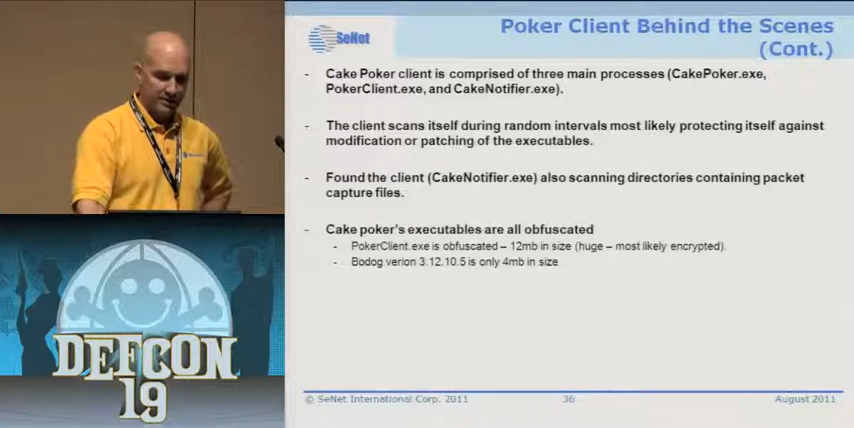 SeNet
Poker Client Behind the Scenes
(Cont.)
- Cake Poker client is comprised of three main processes (CakePoker.exe,
PokerClient.exe, and CakeNotifier.exe).
- The client scans itself during random intervals most likely protecting itself against
modification or patching of the executables.
- Found the client (CakeNotifier.exe) also scanning directories containing packet
capture files.
- Cake poker's executables are all obfuscated
- PokerClient.exe is obfuscated – 12mb in size (huge – most likely encrypted).
- Bodog verion 3.12.10.5 is only 4mb in size
DEFCON
19
© SeNet International Corp. 2011 36 August 2011